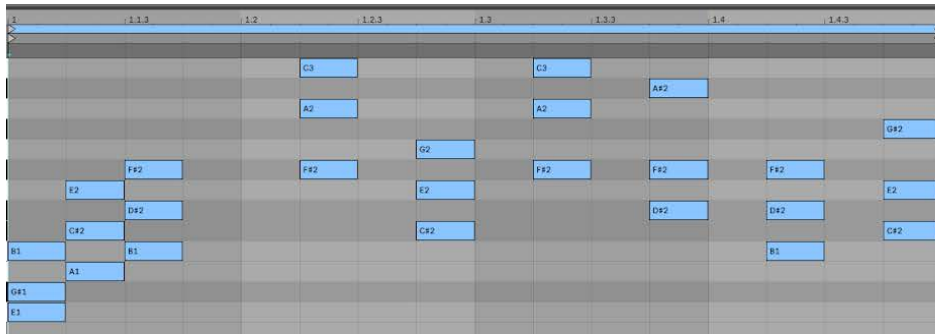 1 1.1.3 1.2 1.2.3 1.3 1.3.3 1.4 1.4.3
C3 C3
A#2
A2 A2
G#2
G2
F#2 F#2 F#2 F#2 F#2
E2 E2 E2
D#2 D#2 D#2
C#2 C#2 C#2
B1 B1 B1
A1
G#1
E1